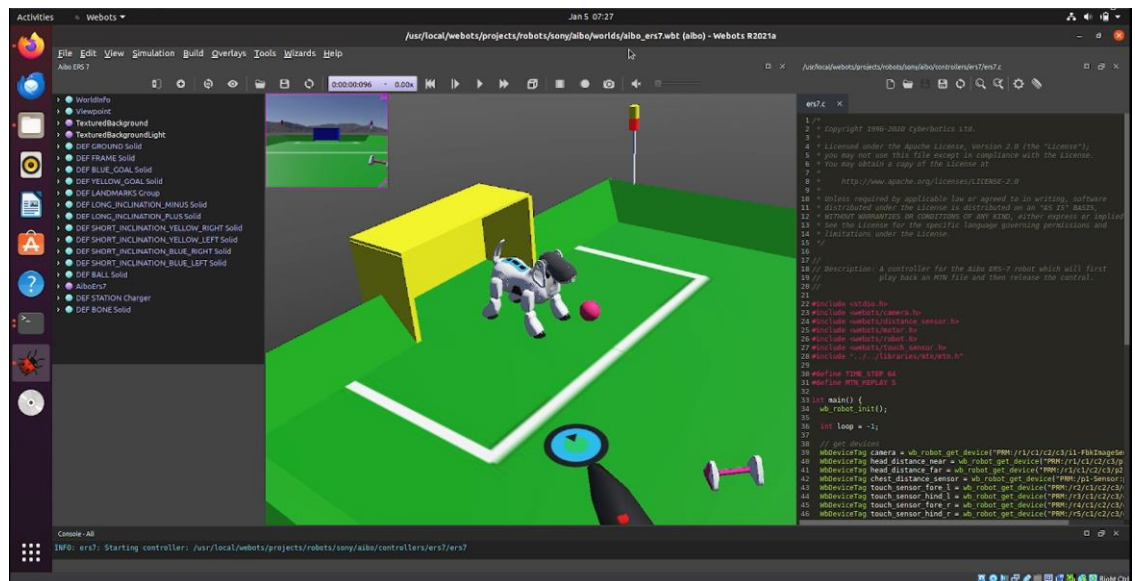 Activities
Webots
Jan 5 07:27
/usr/local/webots/projects/robots/sony/aibo/worlds/aibo_ers7.wbt (aibo) - Webots R2021a
File Edit View Simulation Build Overlays Tools Wizards Help
Aibo ERS 7
/usr/local/webots/projects/robots/sony/aibo/controllers/ers7/ers7.c
0:00:00:096 - 0.00x
WorldInfo
Viewpoint
TexturedBackground
TexturedBackgroundLight
DEF GROUND Solid
DEF FRAME Solid
DEF BLUE_GOAL Solid
DEF YELLOW_GOAL Solid
DEF LANDMARKS Group
DEF LONG_INCLINATION_MINUS Solid
DEF LONG_INCLINATION_PLUS Solid
DEF SHORT_INCLINATION_YELLOW_RIGHT Solid
DEF SHORT_INCLINATION_YELLOW_LEFT Solid
DEF SHORT_INCLINATION_BLUE_RIGHT Solid
DEF SHORT_INCLINATION_BLUE_LEFT Solid
DEF BALL Solid
AiboErs7
DEF STATION Charger
DEF BONE Solid
ers7.c
1 /*
2 * Copyright 1996-2020 Cyberbotics Ltd.
3 *
4 * Licensed under the Apache License, Version 2.0 (the "License");
5 * you may not use this file except in compliance with the License.
6 * You may obtain a copy of the License at
7 *
8 * http://www.apache.org/licenses/LICENSE-2.0
9 *
10 * Unless required by applicable law or agreed to in writing, software
11 * distributed under the License is distributed on an "AS IS" BASIS,
12 * WITHOUT WARRANTIES OR CONDITIONS OF ANY KIND, either express or implied
13 * See the License for the specific language governing permissions and
14 * limitations under the License.
15 */
16
17 //
18 // Description: A controller for the Aibo ERS-7 robot which will first
19 // play back an MTN file and then release the control.
20 //
21
22 #include <stdio.h>
23 #include <webots/camera.h>
24 #include <webots/distance_sensor.h>
25 #include <webots/motor.h>
26 #include <webots/robot.h>
27 #include <webots/touch_sensor.h>
28 #include "../../libraries/mtn/mtn.h"
29
30 #define TIME_STEP 64
31 #define MTN_REPLAY 5
32
33 int main() {
34 wb_robot_init();
35
36 int loop = -1;
37
38 // get devices
39 WbDeviceTag camera = wb_robot_get_device("PRM:/r1/c1/c2/c3/i1-FbkImageSe
40 WbDeviceTag head_distance_near = wb_robot_get_device("PRM:/r1/c1/c2/c3/p
41 WbDeviceTag head_distance_far = wb_robot_get_device("PRM:/r1/c1/c2/c3/p2
42 WbDeviceTag chest_distance_sensor = wb_robot_get_device("PRM:/p1-Sensor:
43 WbDeviceTag touch_sensor_fore_l = wb_robot_get_device("PRM:/r2/c1/c2/c3/
44 WbDeviceTag touch_sensor_hind_l = wb_robot_get_device("PRM:/r3/c1/c2/c3/
45 WbDeviceTag touch_sensor_fore_r = wb_robot_get_device("PRM:/r4/c1/c2/c3/
46 WbDeviceTag touch_sensor_hind_r = wb_robot_get_device("PRM:/r5/c1/c2/c3/
Console - All
INFO: ers7: Starting controller: /usr/local/webots/projects/robots/sony/aibo/controllers/ers7/ers7
Right Ctrl